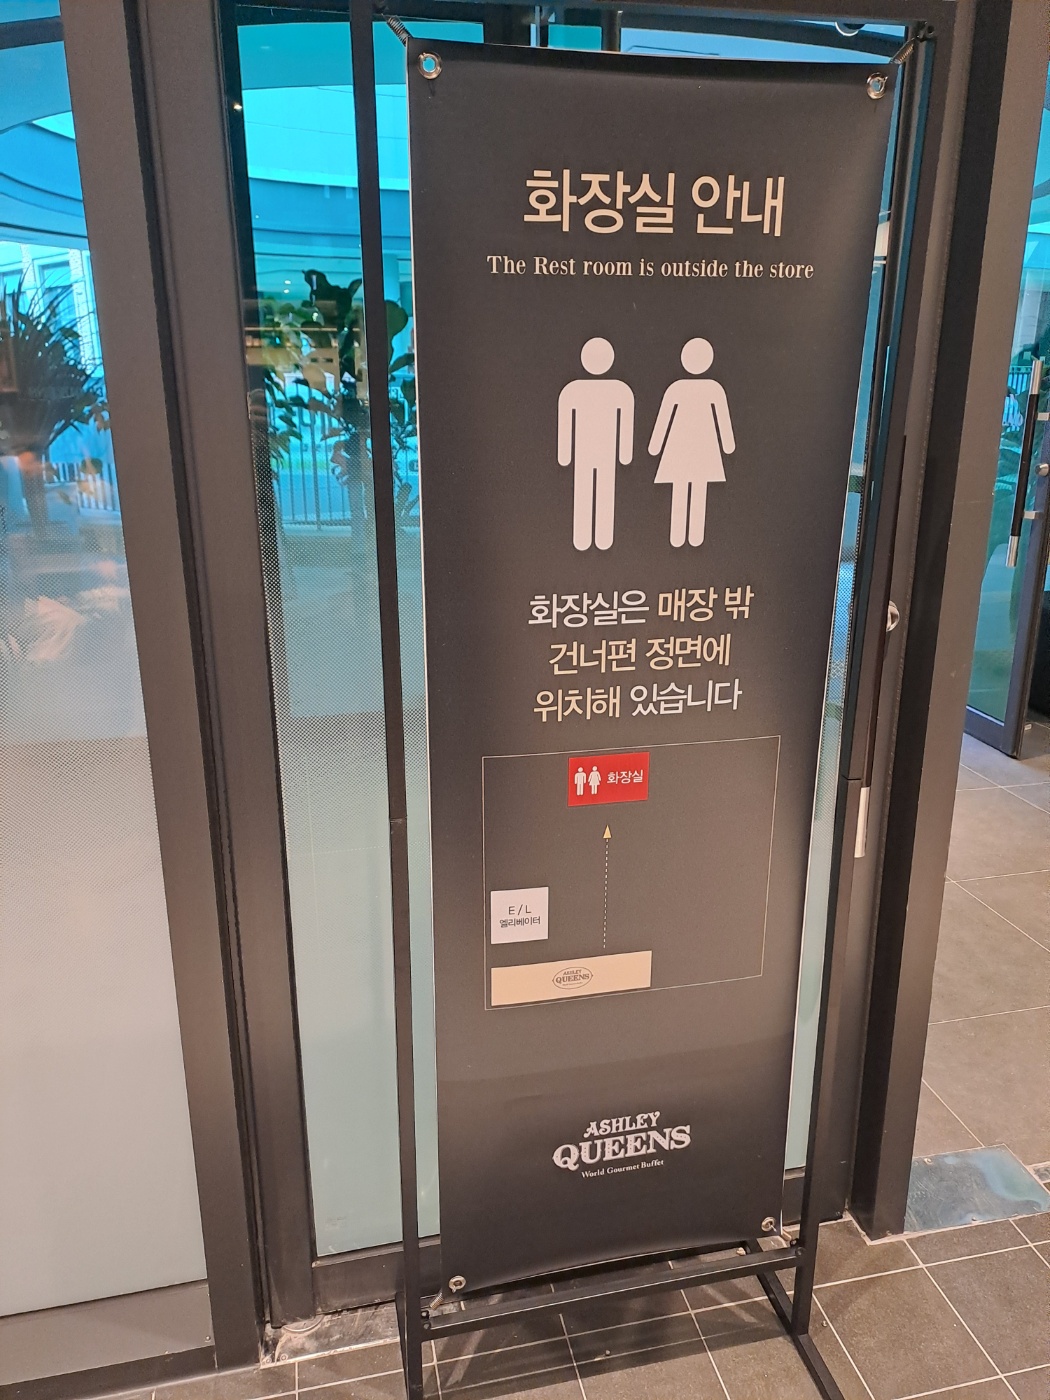 화장실 안내
The Rest room is outside the store
화장실은 매장 밖
건너편 정면에
위치해 있습니다
화장실
E / L
엘리베이터
ASHLEY
QUEENS
ASHLEY
QUEENS
World Gourmet Buffet